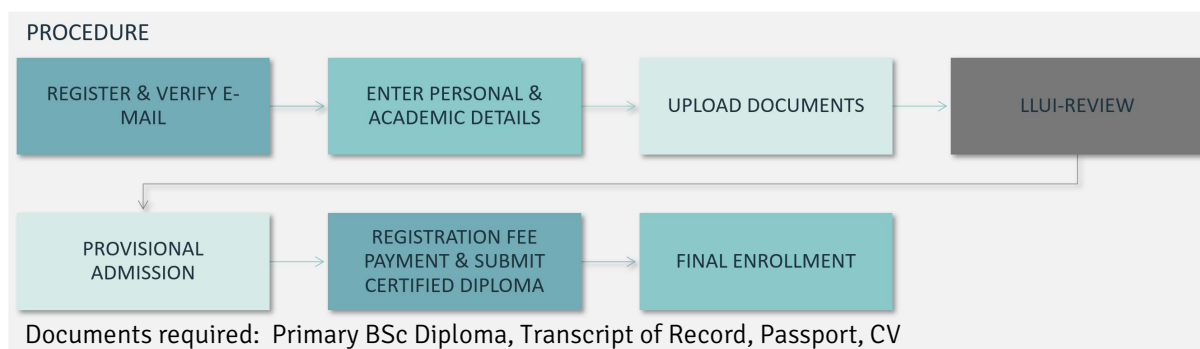 PROCEDURE
REGISTER & VERIFY E-
MAIL
ENTER PERSONAL &
ACADEMIC DETAILS
UPLOAD DOCUMENTS
LLUI-REVIEW
PROVISIONAL
ADMISSION
REGISTRATION FEE
PAYMENT & SUBMIT
CERTIFIED DIPLOMA
FINAL ENROLLMENT
Documents required: Primary BSc Diploma, Transcript of Record, Passport, CV